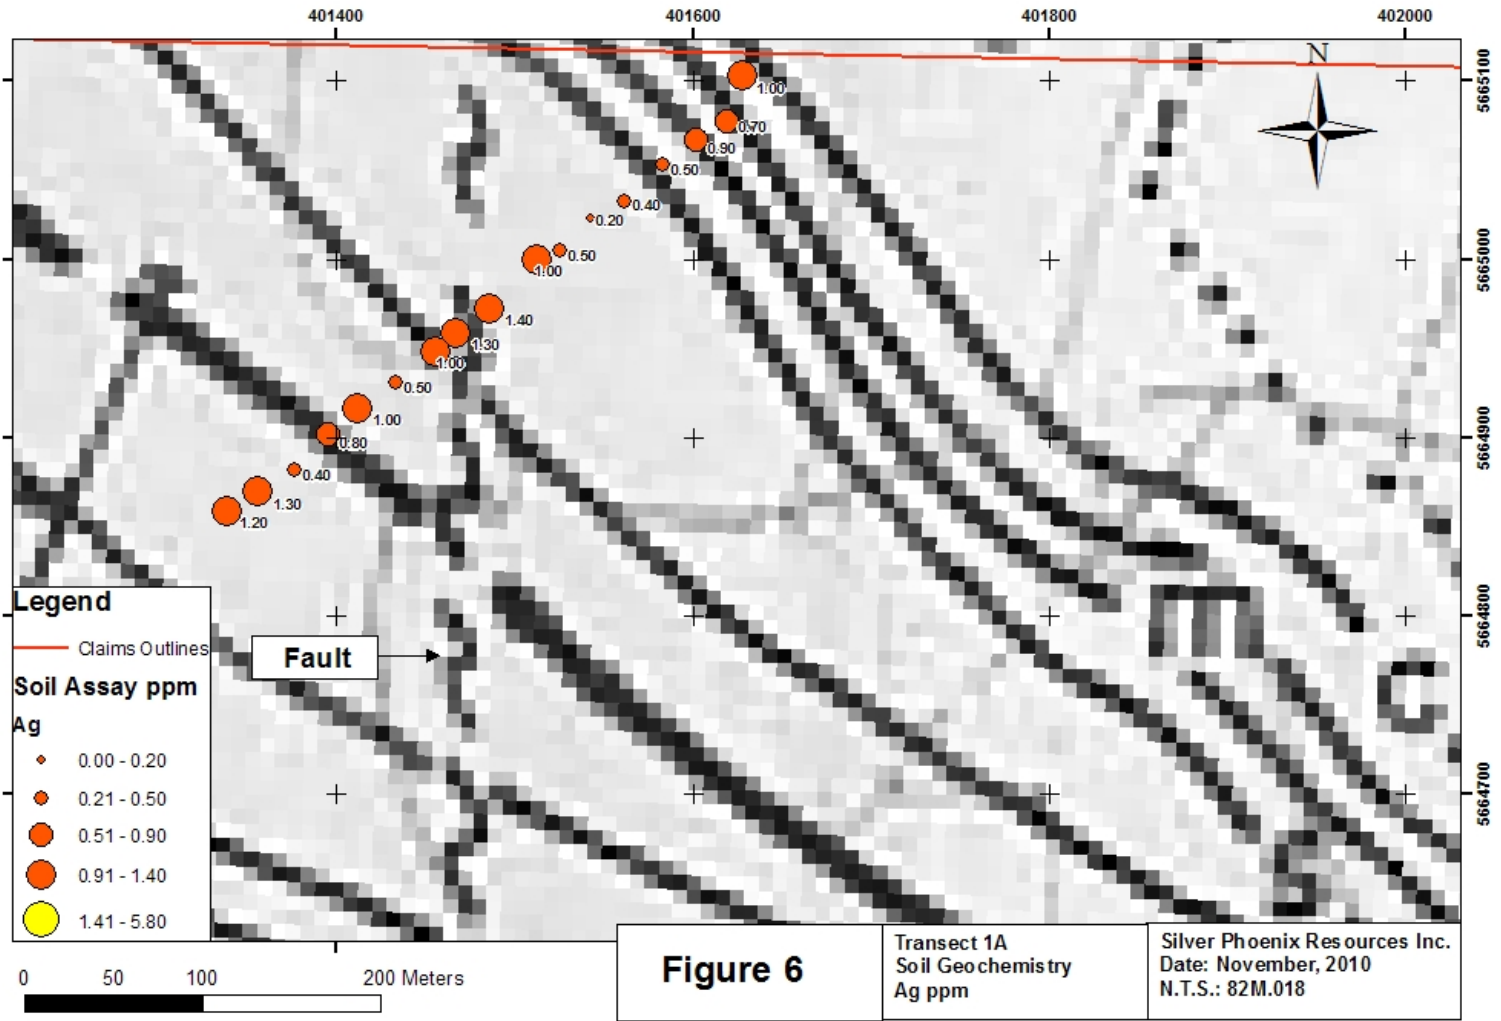 401400 401600 401800 402000
N
5665100
1.00
0.70
0.90
0.50
0.40
0.20
0.50
1.00
5665000
1.40
1.30
1.00
0.50
1.00
0.80
5664900
0.40
1.30
1.20
5664800
Fault
5664700
Legend
Claims Outlines
Soil Assay ppm
Ag
0.00 - 0.20
0.21 - 0.50
0.51 - 0.90
0.91 - 1.40
1.41 - 5.80
0 50 100 200 Meters
Figure 6
Transect 1A
Soil Geochemistry
Ag ppm
Silver Phoenix Resources Inc.
Date: November, 2010
N.T.S.: 82M.018